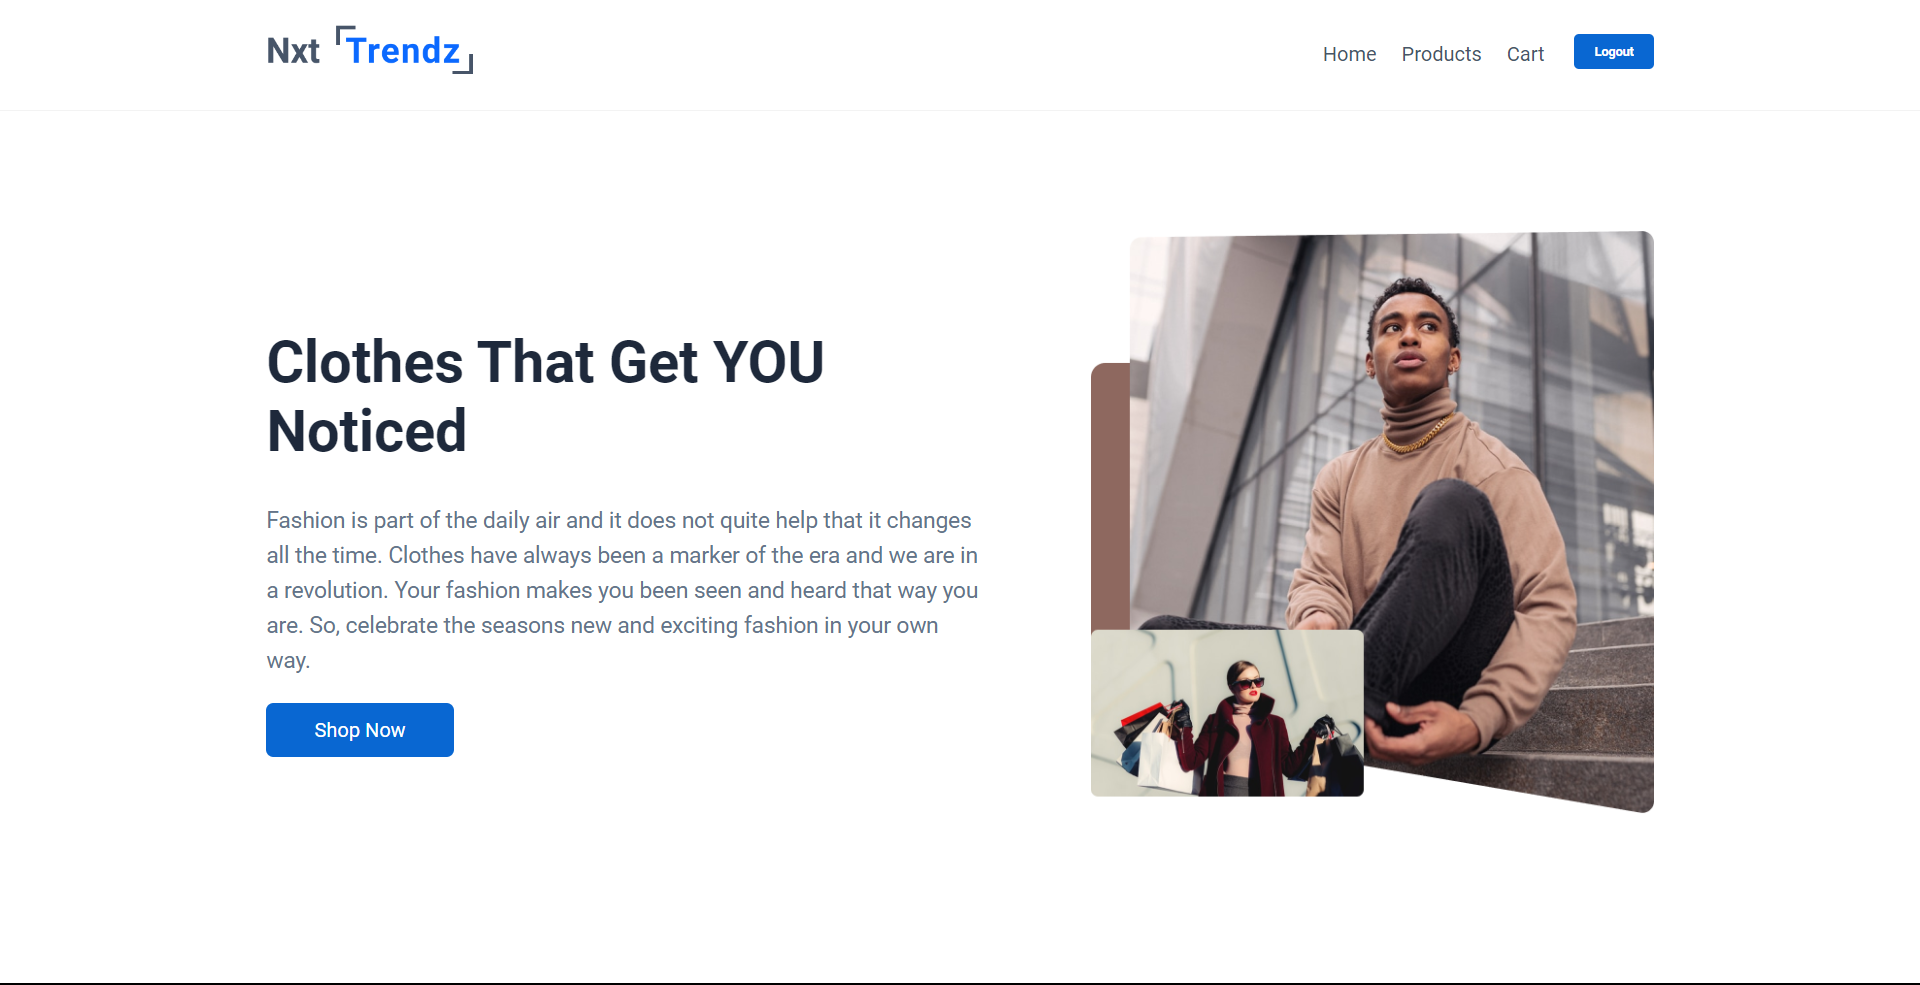 Nxt Trendz
Home Products Cart Logout
Clothes That Get YOU
Noticed
Fashion is part of the daily air and it does not quite help that it changes
all the time. Clothes have always been a marker of the era and we are in
a revolution. Your fashion makes you been seen and heard that way you
are. So, celebrate the seasons new and exciting fashion in your own
way.
Shop Now